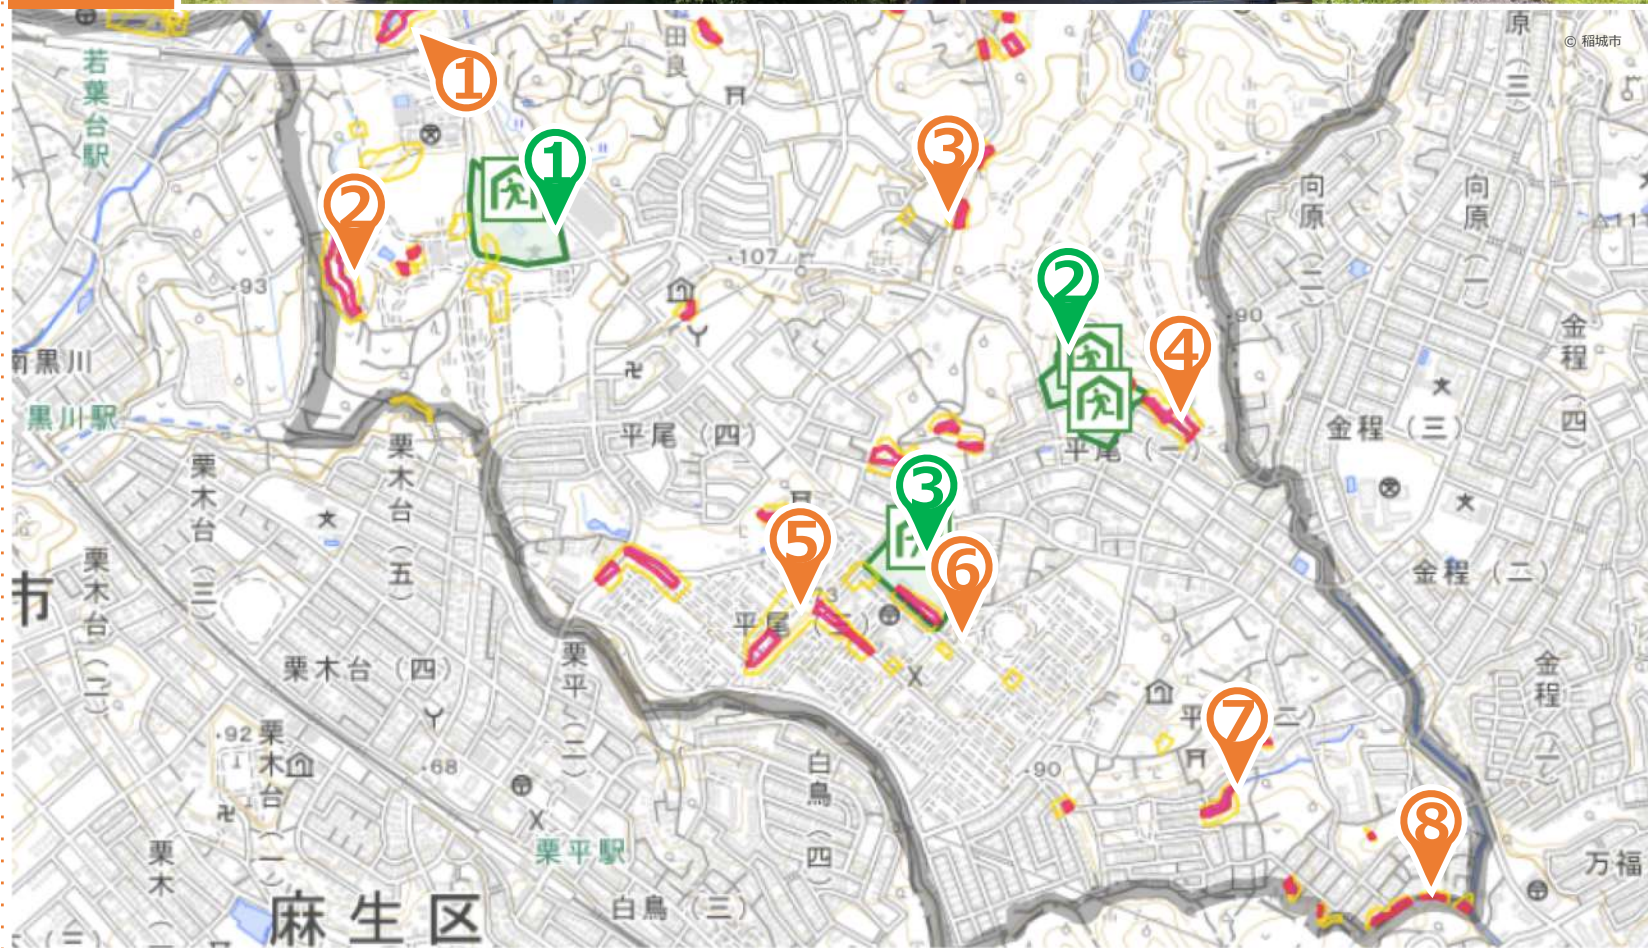 © 稲城市
原（三）
田良
若葉台駅
1
1
3
2
向原（二）
向原（一）
·107
2
·93
90
4
金程（四）
南黒川
黒川駅
金程（三）
平尾（四）
平尾（一）
栗木台（三）
栗木台（五）
3
5
6
金程（二）
栗木台（二）
市
平尾（三）
栗平（二）
栗木台（四）
金程（一）
7
平 二）
·92
栗木台（一）
·68
白鳥（四）
·90
8
栗平駅
栗木（
万福
麻生区
白鳥（三）